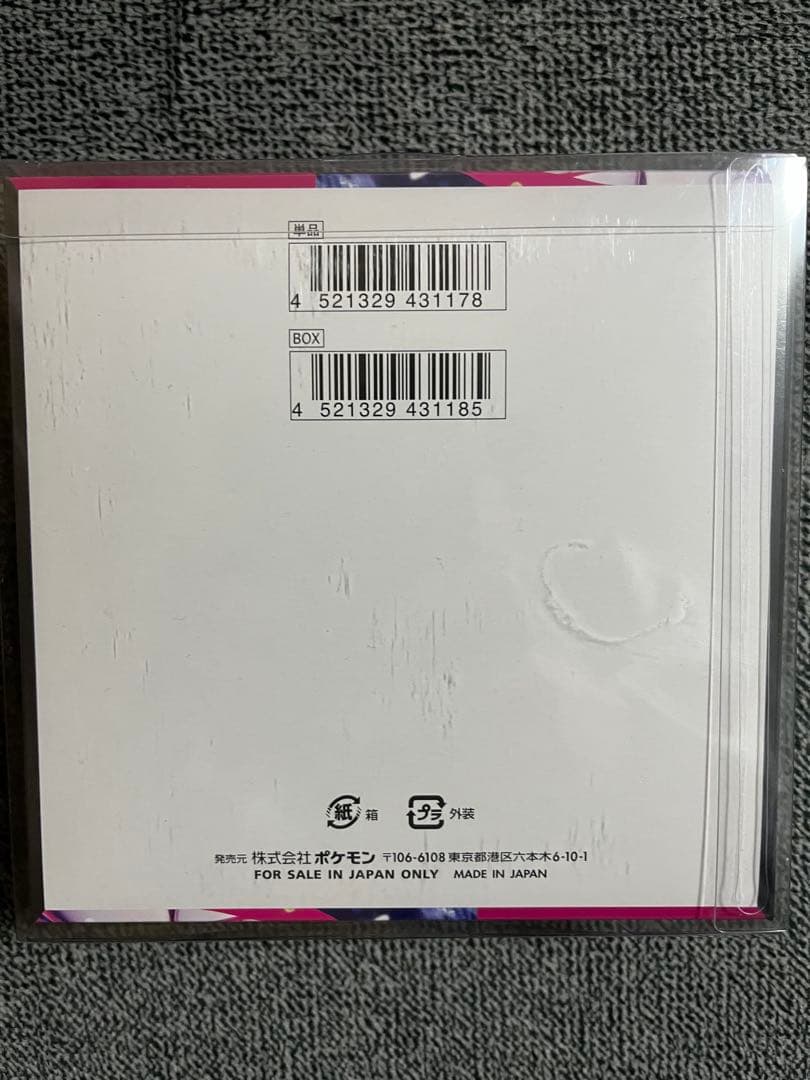 単品
4 521329 431178
BOX
4 521329 431185
紙 箱 プラ 外装
発売元 株式会社ポケモン 〒106-6108 東京都港区六本木6-10-1
FOR SALE IN JAPAN ONLY MADE IN JAPAN